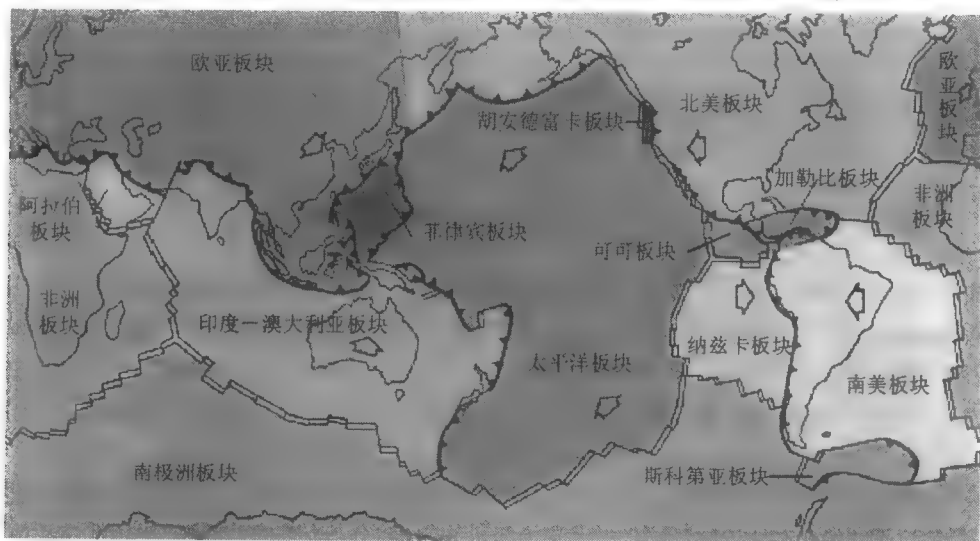 欧亚板块
欧
亚
板
块
北美板块
胡安德富卡板块
加勒比板块
阿拉伯
板块
非洲
板块
菲律宾板块
可可板块
非洲
板块
印度－澳大利亚板块
纳兹卡板块
太平洋板块
南美板块
南极洲板块
斯科第亚板块